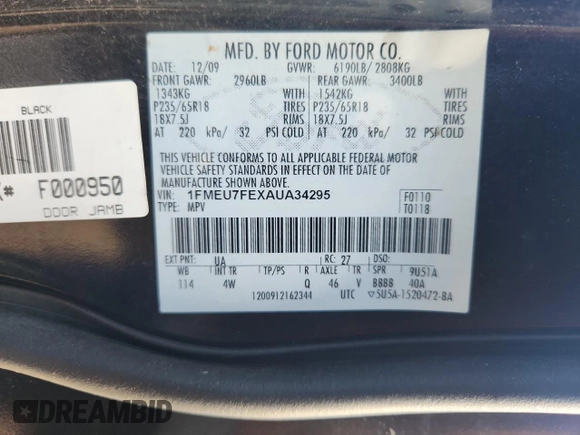 MFD. BY FORD MOTOR CO.
DATE: 12/09 GVWR: 6190LB/ 2808KG
FRONT GAWR: 2960LB REAR GAWR: 3400LB
1343KG WITH 1542KG WITH
P235/65R18 TIRES P235/65R18 TIRES
18X7.5J RIMS 18X7.5J RIMS
AT 220 kPa/ 32 PSI COLD AT 220 kPa/ 32 PSI COLD
THIS VEHICLE CONFORMS TO ALL APPLICABLE FEDERAL MOTOR
VEHICLE SAFETY STANDARDS IN EFFECT ON THE DATE OF
MANUFACTURE SHOWN ABOVE.
VIN: 1FMEU7FEXAUA34295 F0110
TYPE: MPV T0118
EXT PNT: UA RC: 27 DSO:
WB INT TR TP/PS R AXLE TR SPR 9U51A
114 4W Q 46 V BBBB 40A
1200912162344 UTC ▽5U5A-1520472-BA
BLACK
F000950
DOOR JAMB
DREAMBID